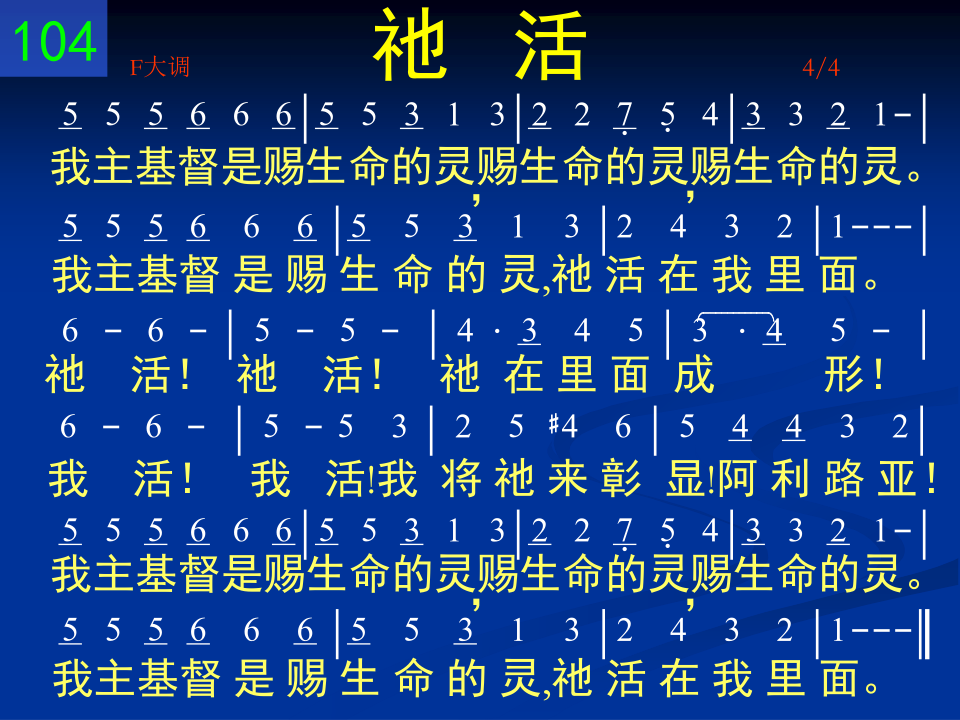 104
祂 活
F大调 4/4
5 5 5 6 6 6|5 5 3 1 3|2 2 7 5 4|3 3 2 1-|
我主基督是赐生命的灵,赐生命的灵,赐生命的灵。
5 5 5 6 6 6|5 5 3 1 3|2 4 3 2|1---|
我主基督 是 赐 生 命 的 灵,祂 活 在 我 里 面。
6 - 6 -|5 - 5 -|4 · 3 4 5|3 · 4 5 -|
祂 活! 祂 活! 祂 在 里 面 成 形!
6 - 6 -|5 - 5 3|2 5 #4 6|5 4 4 3 2|
我 活! 我 活!我 将 祂 来 彰 显!阿 利 路 亚!
5 5 5 6 6 6|5 5 3 1 3|2 2 7 5 4|3 3 2 1-|
我主基督是赐生命的灵,赐生命的灵,赐生命的灵。
5 5 5 6 6 6|5 5 3 1 3|2 4 3 2|1---‖
我主基督 是 赐 生 命 的 灵,祂 活 在 我 里 面。